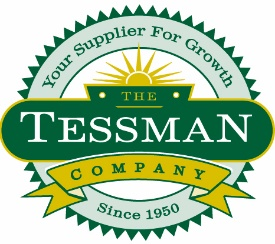 Your Supplier For Growth
THE
TESSMAN
COMPANY
Since 1950